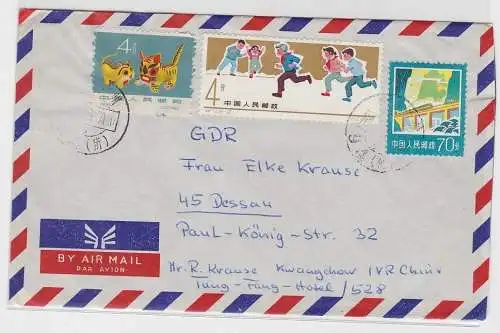 4分
4分
中国人民邮政
中国人民邮政 70分
GDR
Frau Elke Krause
45 Dessau
Paul-König-Str. 32
BY AIR MAIL
PAR AVION
Hr. R. Krause Kwangchow /VR China
Tung-Fang-Hotel / 528